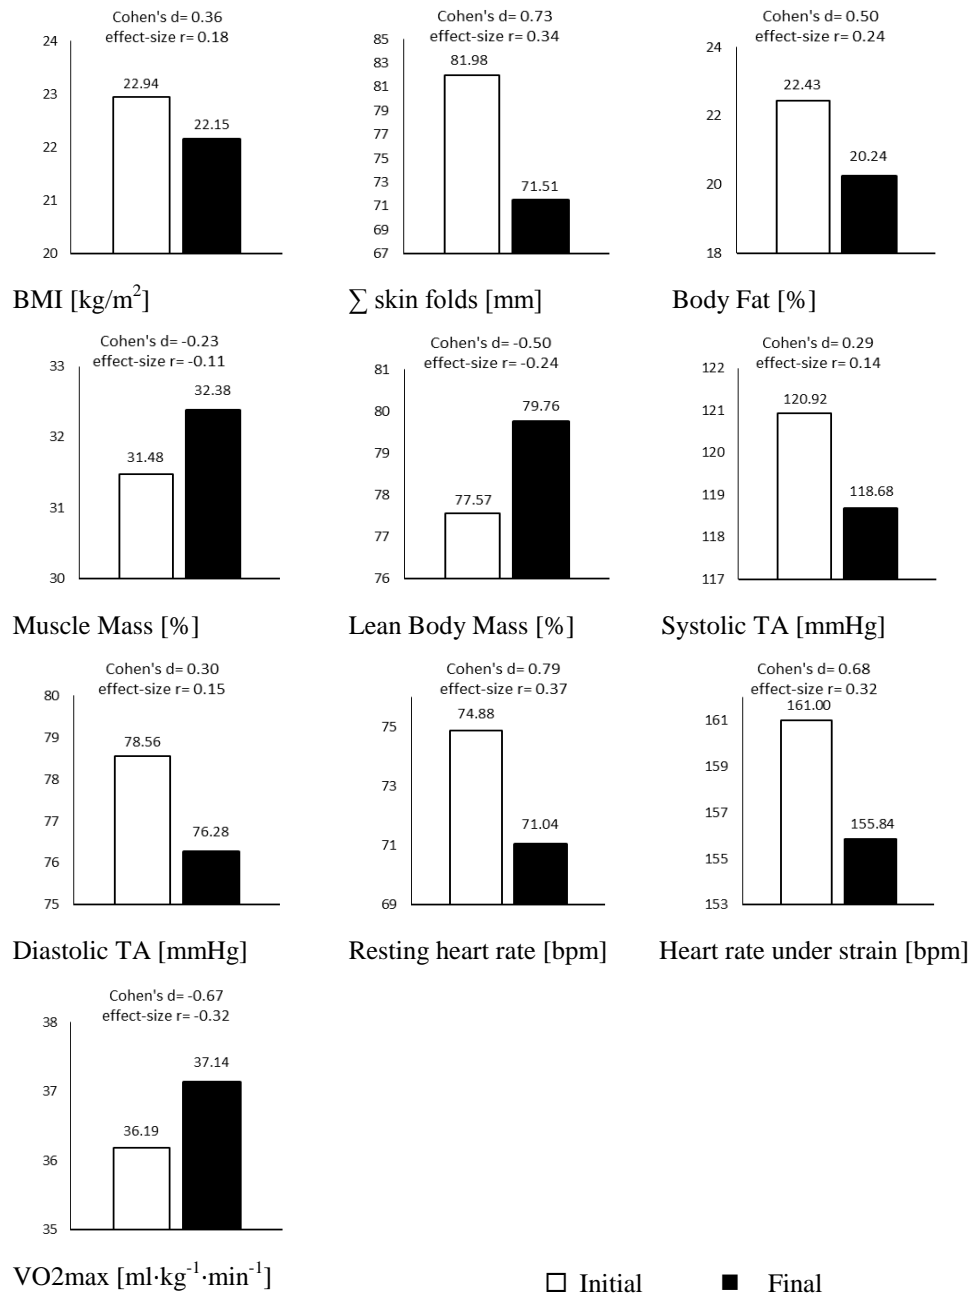 Cohen's d= 0.36
effect-size r= 0.18
24
23
22
21
20
22.94
22.15
BMI [kg/m²]
Cohen's d= 0.73
effect-size r= 0.34
85
83
81
79
77
75
73
71
69
67
81.98
71.51
∑ skin folds [mm]
Cohen's d= 0.50
effect-size r= 0.24
24
22
20
18
22.43
20.24
Body Fat [%]
Cohen's d= -0.23
effect-size r= -0.11
33
32
31
30
31.48
32.38
Muscle Mass [%]
Cohen's d= -0.50
effect-size r= -0.24
81
80
79
78
77
76
77.57
79.76
Lean Body Mass [%]
Cohen's d= 0.29
effect-size r= 0.14
122
121
120
119
118
117
120.92
118.68
Systolic TA [mmHg]
Cohen's d= 0.30
effect-size r= 0.15
80
79
78
77
76
75
78.56
76.28
Diastolic TA [mmHg]
Cohen's d= 0.79
effect-size r= 0.37
75
73
71
69
74.88
71.04
Resting heart rate [bpm]
Cohen's d= 0.68
effect-size r= 0.32
161
159
157
155
153
161.00
155.84
Heart rate under strain [bpm]
Cohen's d= -0.67
effect-size r= -0.32
38
37
36
35
36.19
37.14
VO2max [ml·kg⁻¹·min⁻¹]
□ Initial ■ Final